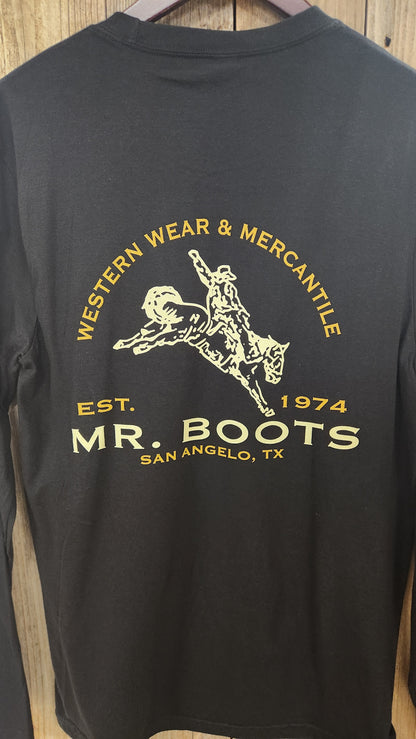 WESTERN WEAR & MERCANTILE
EST. 1974
MR. BOOTS
SAN ANGELO, TX